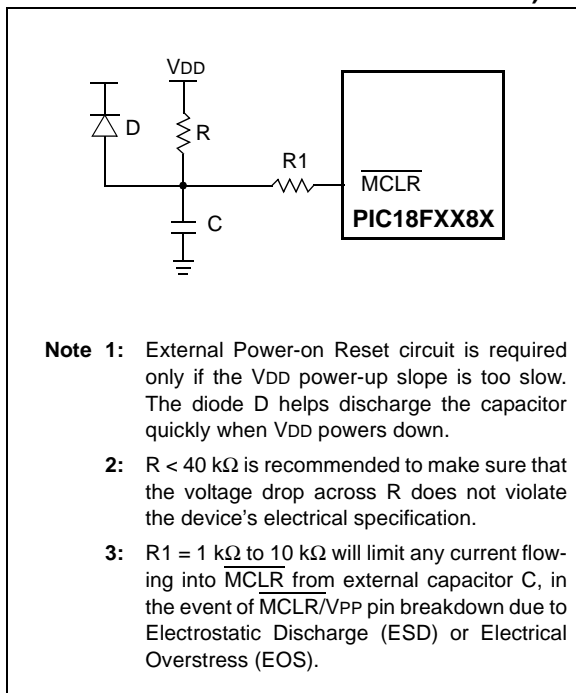 VDD
D
R
R1
MCLR
C
PIC18FXX8X
Note 1: External Power-on Reset circuit is required
only if the VDD power-up slope is too slow.
The diode D helps discharge the capacitor
quickly when VDD powers down.
2: R < 40 kΩ is recommended to make sure that
the voltage drop across R does not violate
the device's electrical specification.
3: R1 = 1 kΩ to 10 kΩ will limit any current flow-
ing into MCLR from external capacitor C, in
the event of MCLR/VPP pin breakdown due to
Electrostatic Discharge (ESD) or Electrical
Overstress (EOS).